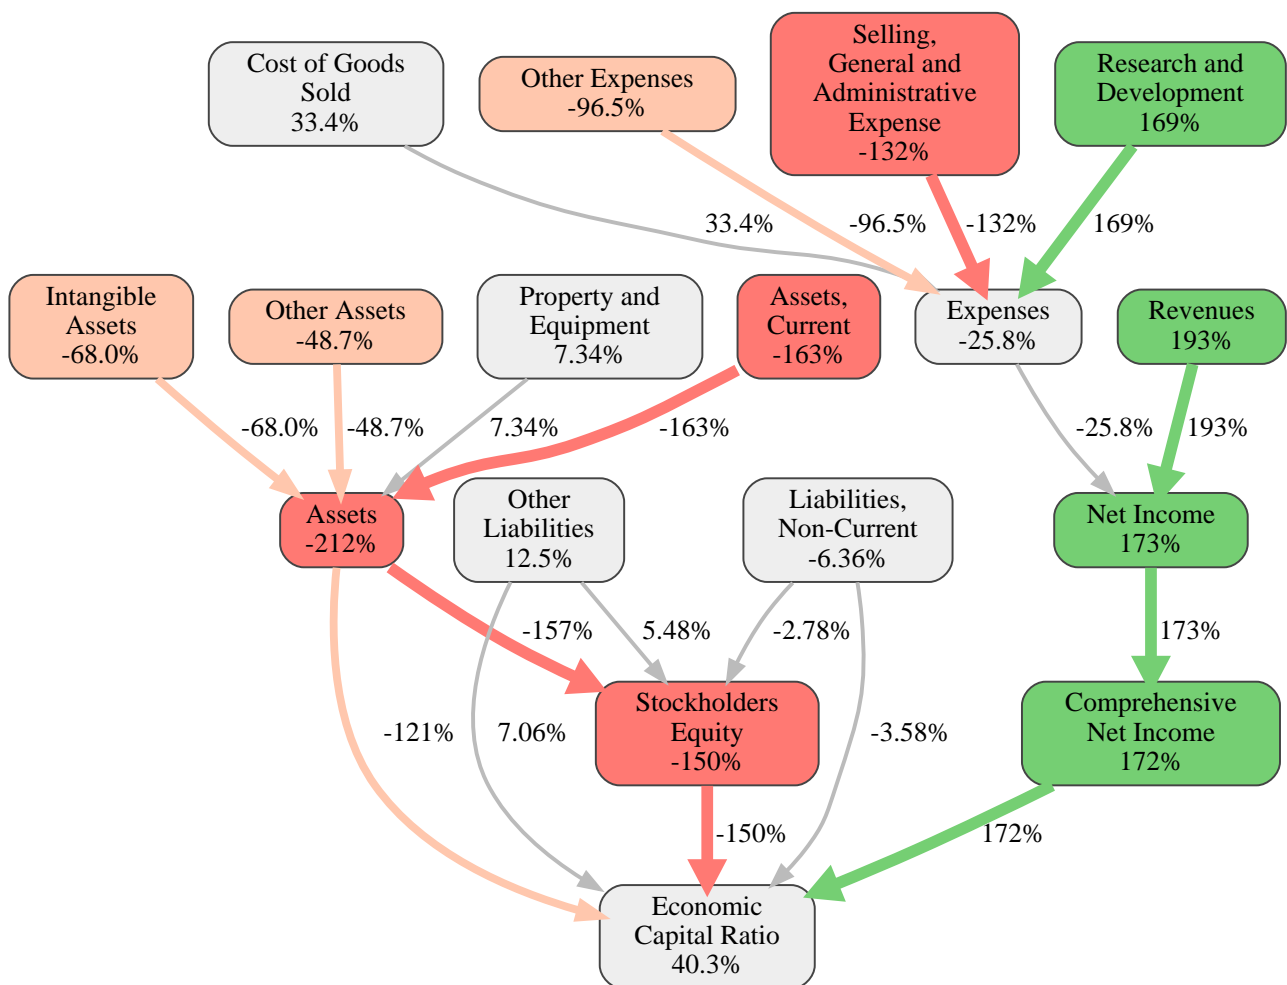 Cost of Goods
Sold
33.4%
Other Expenses
-96.5%
Selling,
General and
Administrative
Expense
-132%
Research and
Development
169%
33.4%
-96.5%
-132%
169%
Intangible
Assets
-68.0%
Other Assets
-48.7%
Property and
Equipment
7.34%
Assets,
Current
-163%
Expenses
-25.8%
Revenues
193%
-68.0%
-48.7%
7.34%
-163%
-25.8%
193%
Assets
-212%
Other
Liabilities
12.5%
Liabilities,
Non-Current
-6.36%
Net Income
173%
-157%
5.48%
-2.78%
173%
Stockholders
Equity
-150%
Comprehensive
Net Income
172%
-121%
7.06%
-3.58%
-150%
172%
Economic
Capital Ratio
40.3%